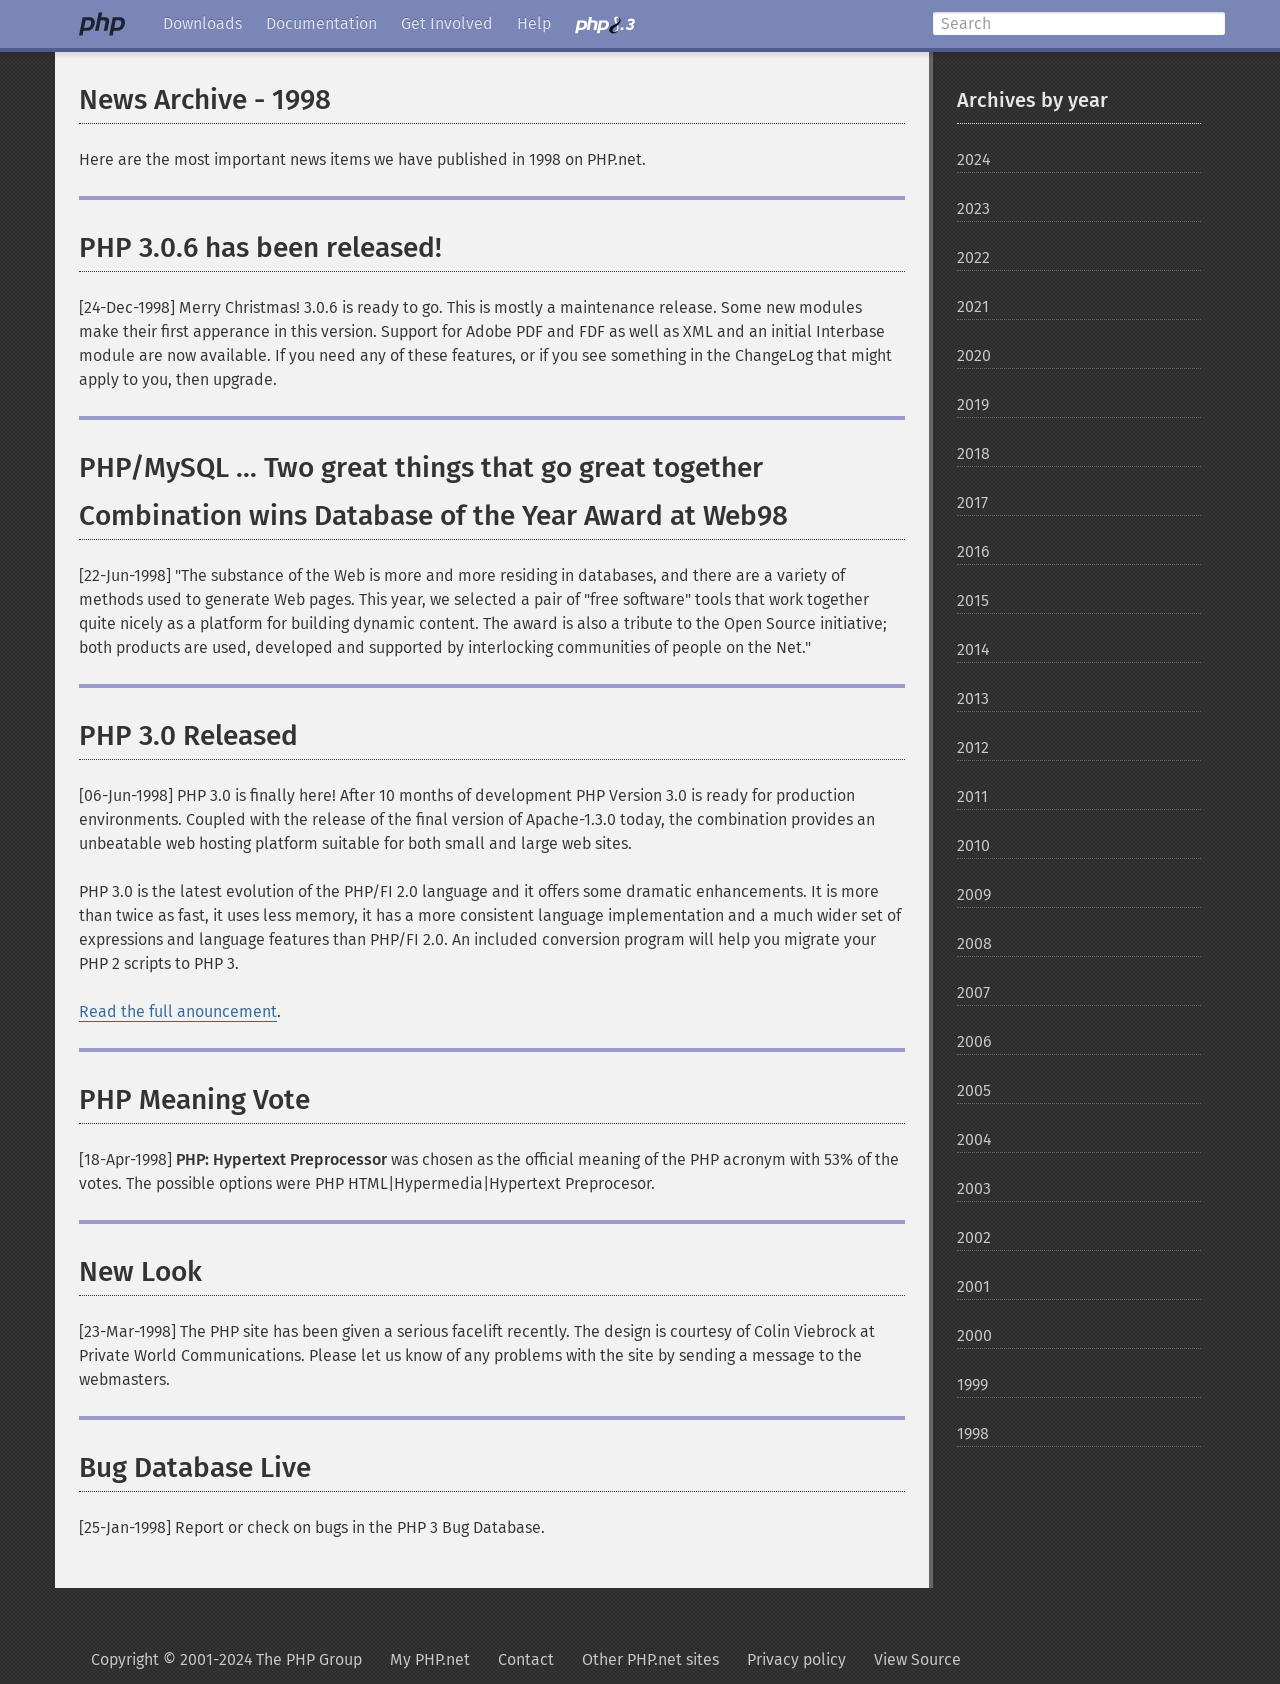 php Downloads Documentation Get Involved Help php8.3 Search
News Archive - 1998
Here are the most important news items we have published in 1998 on PHP.net.
PHP 3.0.6 has been released!
[24-Dec-1998] Merry Christmas! 3.0.6 is ready to go. This is mostly a maintenance release. Some new modules
make their first apperance in this version. Support for Adobe PDF and FDF as well as XML and an initial Interbase
module are now available. If you need any of these features, or if you see something in the ChangeLog that might
apply to you, then upgrade.
PHP/MySQL ... Two great things that go great together
Combination wins Database of the Year Award at Web98
[22-Jun-1998] "The substance of the Web is more and more residing in databases, and there are a variety of
methods used to generate Web pages. This year, we selected a pair of "free software" tools that work together
quite nicely as a platform for building dynamic content. The award is also a tribute to the Open Source initiative;
both products are used, developed and supported by interlocking communities of people on the Net."
PHP 3.0 Released
[06-Jun-1998] PHP 3.0 is finally here! After 10 months of development PHP Version 3.0 is ready for production
environments. Coupled with the release of the final version of Apache-1.3.0 today, the combination provides an
unbeatable web hosting platform suitable for both small and large web sites.
PHP 3.0 is the latest evolution of the PHP/FI 2.0 language and it offers some dramatic enhancements. It is more
than twice as fast, it uses less memory, it has a more consistent language implementation and a much wider set of
expressions and language features than PHP/FI 2.0. An included conversion program will help you migrate your
PHP 2 scripts to PHP 3.
Read the full anouncement.
PHP Meaning Vote
[18-Apr-1998] PHP: Hypertext Preprocessor was chosen as the official meaning of the PHP acronym with 53% of the
votes. The possible options were PHP HTML|Hypermedia|Hypertext Preprocesor.
New Look
[23-Mar-1998] The PHP site has been given a serious facelift recently. The design is courtesy of Colin Viebrock at
Private World Communications. Please let us know of any problems with the site by sending a message to the
webmasters.
Bug Database Live
[25-Jan-1998] Report or check on bugs in the PHP 3 Bug Database.
Archives by year
2024
2023
2022
2021
2020
2019
2018
2017
2016
2015
2014
2013
2012
2011
2010
2009
2008
2007
2006
2005
2004
2003
2002
2001
2000
1999
1998
Copyright © 2001-2024 The PHP Group My PHP.net Contact Other PHP.net sites Privacy policy View Source